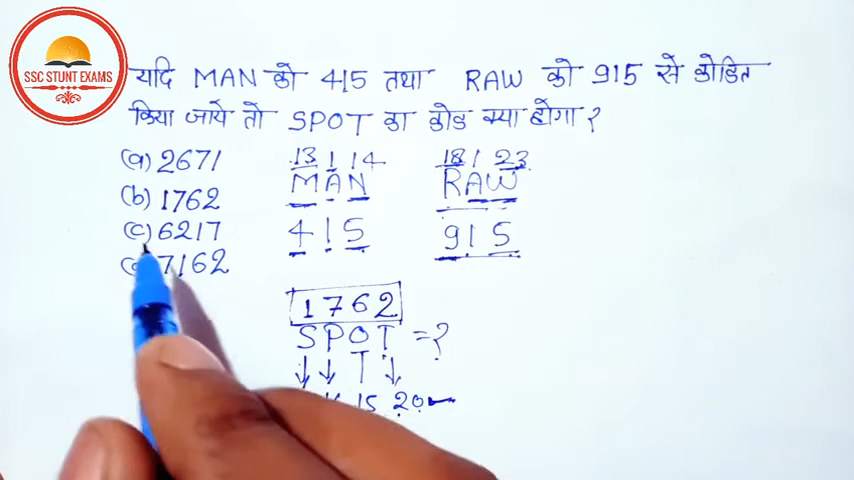 SSC STUNT EXAMS
यदि MAN को 415 तथा RAW को 915 से कोडित
किया जाये तो SPOT का कोड क्या होगा?
(a) 2671
(b) 1762
(c) 6217
7162
13 1 14
MAN
415
18 1 23
RAW
915
1762
SPOT = ?
15 20